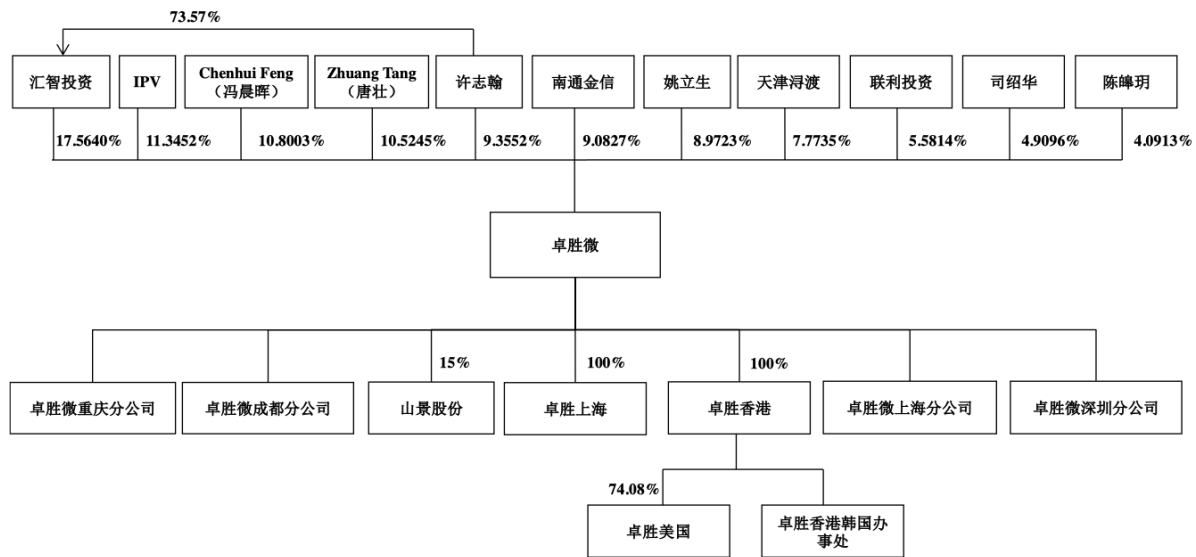 73.57%
汇智投资
IPV
Chenhui Feng
（冯晨晖）
Zhuang Tang
（唐壮）
许志翰
南通金信
姚立生
天津浔渡
联利投资
司绍华
陈皞玥
17.5640%
11.3452%
10.8003%
10.5245%
9.3552%
9.0827%
8.9723%
7.7735%
5.5814%
4.9096%
4.0913%
卓胜微
15%
100%
100%
卓胜微重庆分公司
卓胜微成都分公司
山景股份
卓胜上海
卓胜香港
卓胜微上海分公司
卓胜微深圳分公司
74.08%
卓胜美国
卓胜香港韩国办
事处